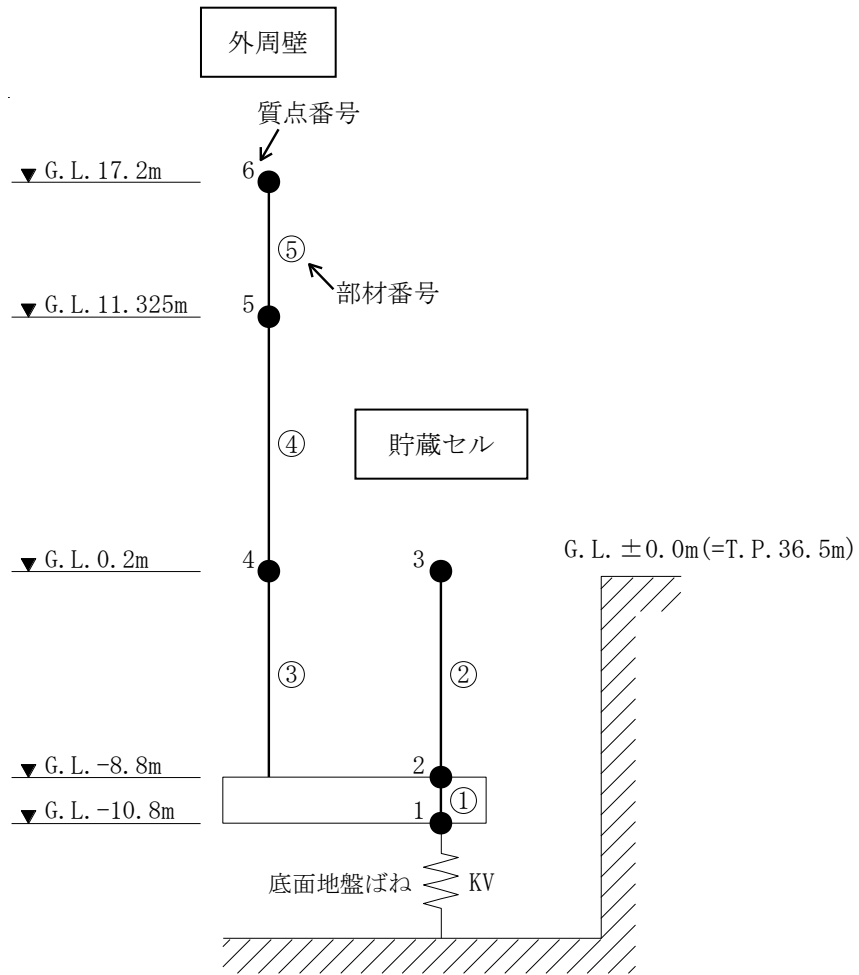 外周壁
質点番号
6
▼ G.L.17.2m
⑤
部材番号
▼ G.L.11.325m
5
④
貯蔵セル
G.L.±0.0m(=T.P.36.5m)
▼ G.L.0.2m
4
3
③
②
▼ G.L.-8.8m
2
①
▼ G.L.-10.8m
1
底面地盤ばね
KV